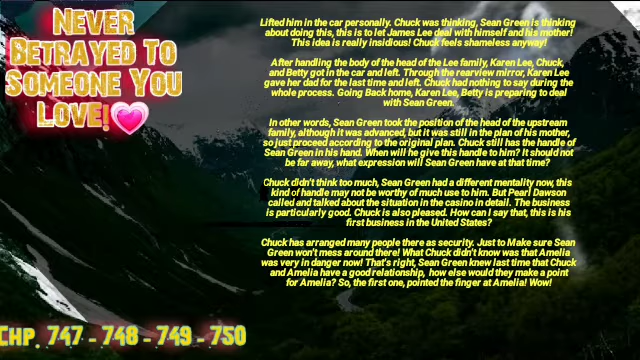 NEVER
BETRAYED TO
SOMEONE YOU
LOVE!
Lifted him in the car personally. Chuck was thinking, Sean Green is thinking
about doing this, this is to let James Lee deal with himself and his mother!
This idea is really insidious! Chuck feels shameless anyway!
After handling the body of the head of the Lee family, Karen Lee, Chuck,
and Betty got in the car and left. Through the rearview mirror, Karen Lee
gave her dad for the last time and left. Chuck had nothing to say during the
whole process. Going Back home, Karen Lee, Betty is preparing to deal
with Sean Green.
In other words, Sean Green took the position of the head of the upstream
family, although it was advanced, but it was still in the plan of his mother,
so just proceed according to the original plan. Chuck still has the handle of
Sean Green in his hand. When will he give this handle to him? It should not
be far away, what expression will Sean Green have at that time?
Chuck didn't think too much, Sean Green had a different mentality now, this
kind of handle may not be worthy of much use to him. But Pearl Dawson
called and talked about the situation in the casino in detail. The business
is particularly good. Chuck is also pleased. How can I say that, this is his
first business in the United States?
Chuck has arranged many people there as security. Just to Make sure Sean
Green won't mess around there! What Chuck didn't know was that Amelia
was very in danger now! That's right, Sean Green knew last time that Chuck
and Amelia have a good relationship, how else would they make a point
for Amelia? So, the first one, pointed the finger at Amelia! Wow!
CHP. 747 - 748 - 749 - 750